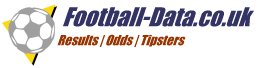 Football-Data.co.uk
Results | Odds | Tipsters